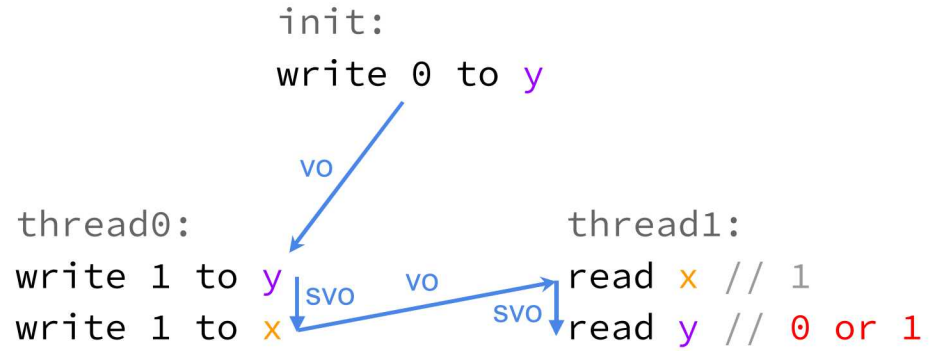 init:
write 0 to y
vo
thread0:
write 1 to y
svo
write 1 to x
vo
thread1:
read x // 1
svo
read y // 0 or 1